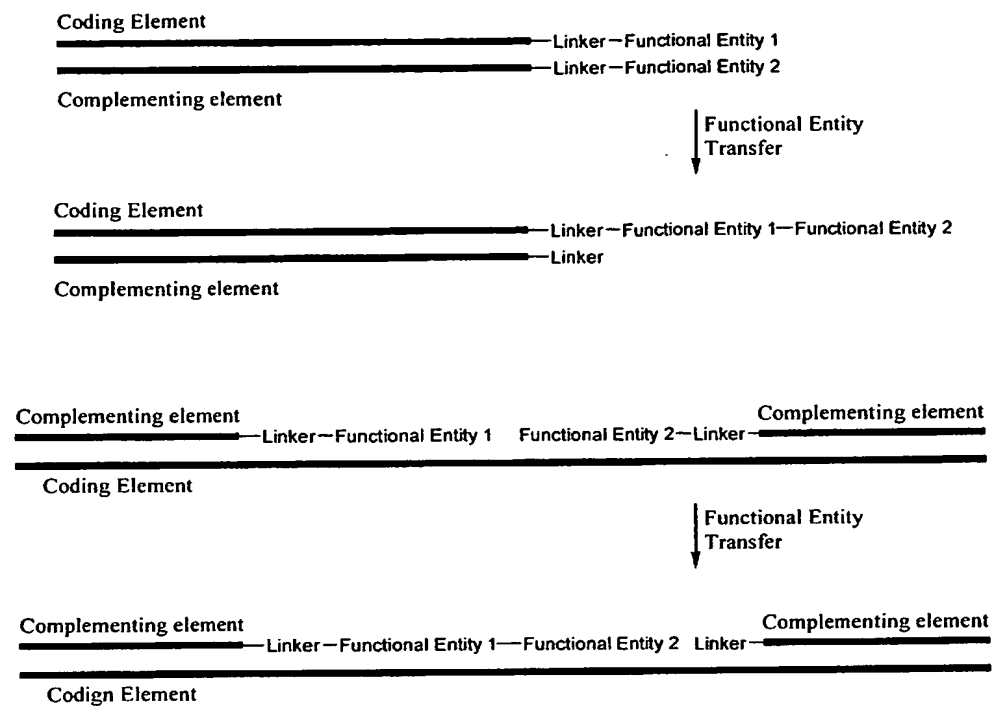 Coding Element
Linker—Functional Entity 1
Linker—Functional Entity 2
Complementing element
Functional Entity
Transfer
Coding Element
Linker—Functional Entity 1—Functional Entity 2
Linker
Complementing element
Complementing element
Complementing element
Linker—Functional Entity 1 Functional Entity 2—Linker
Coding Element
Functional Entity
Transfer
Complementing element
Complementing element
Linker—Functional Entity 1—Functional Entity 2 Linker
Codign Element